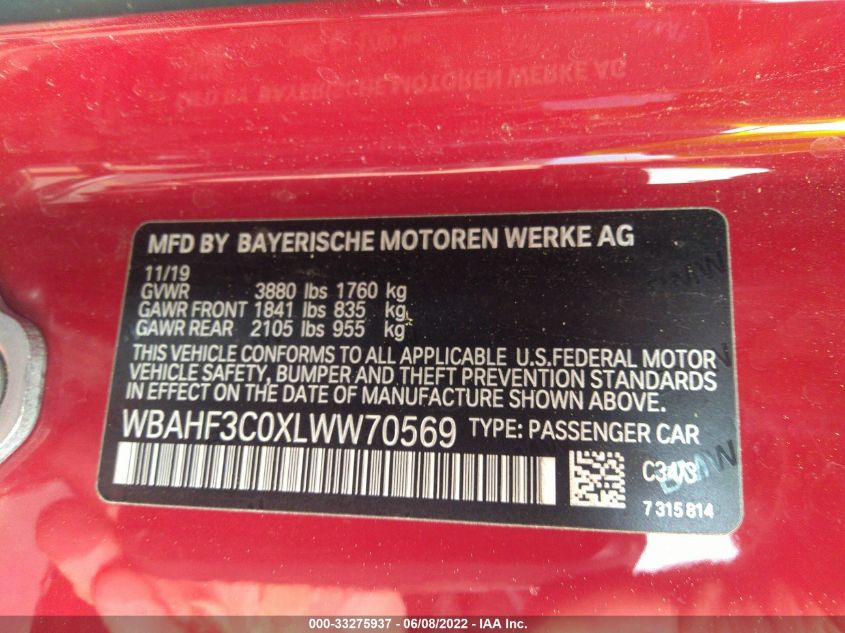 MFD BY BAYERISCHE MOTOREN WERKE AG
11/19
GVWR 3880 lbs 1760 kg
GAWR FRONT 1841 lbs 835 kg
GAWR REAR 2105 lbs 955 kg
THIS VEHICLE CONFORMS TO ALL APPLICABLE U.S.FEDERAL MOTOR
VEHICLE SAFETY, BUMPER AND THEFT PREVENTION STANDARDS
IN EFFECT ON THE DATE OF MANUFACTURE SHOWN ABOVE.
WBAHF3C0XLWW70569 TYPE: PASSENGER CAR
BMW
7 315 814
000-33275937 - 06/08/2022 - IAA Inc.